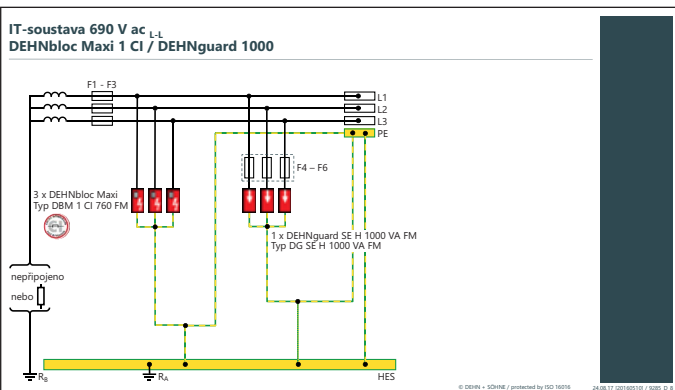 IT-soustava 690 V ac L-L
DEHNbloc Maxi 1 CI / DEHNguard 1000
F1 - F3
L1
L2
L3
PE
F4 – F6
3 x DEHNbloc Maxi
Typ DBM 1 CI 760 FM
1 x DEHNguard SE H 1000 VA FM
Typ DG SE H 1000 VA FM
nepřipojeno
nebo
RB
RA
HES
© DEHN + SÖHNE / protected by ISO 16016